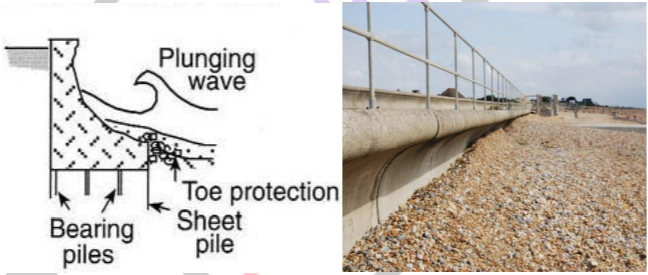 Plunging
wave
Toe protection
Bearing
piles
Sheet
pile